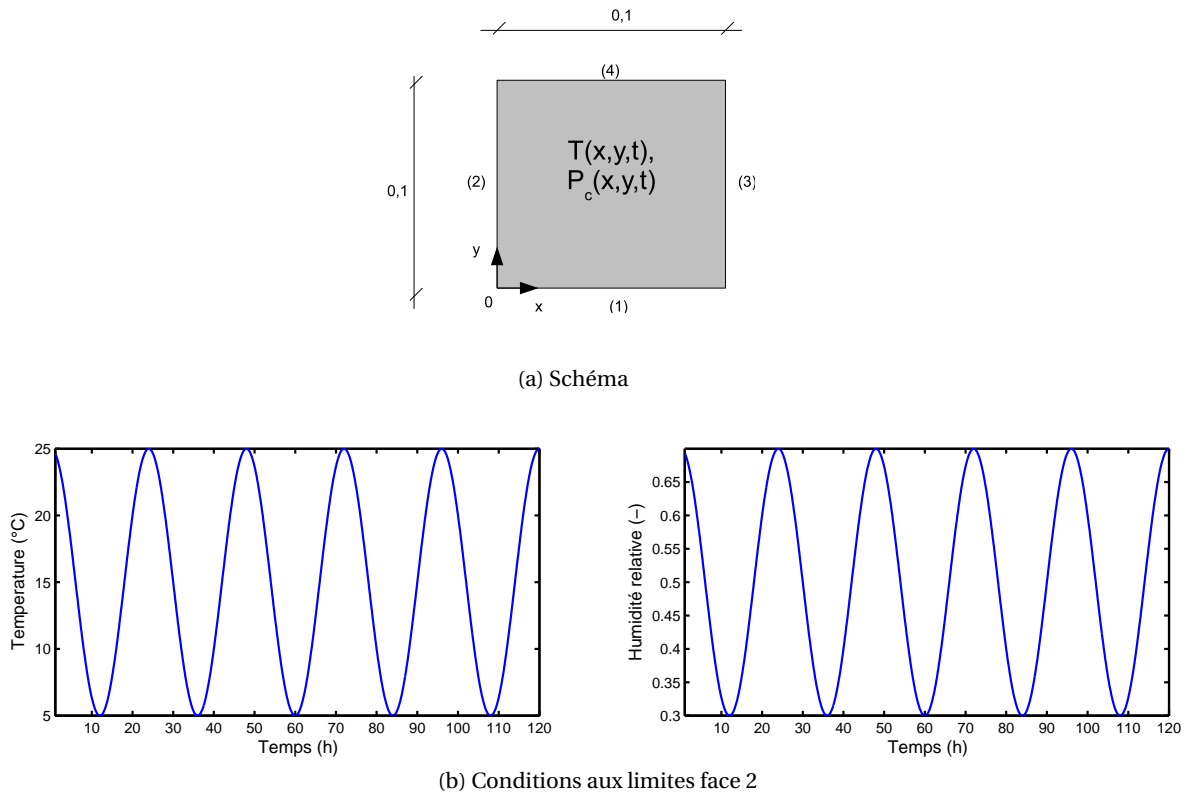 0,1
(4)
T(x,y,t),
P_c(x,y,t)
0,1
(2)
(3)
y
0
x
(1)
(a) Schéma
Temperature (°C)
25
20
15
10
5
10 20 30 40 50 60 70 80 90 100 110 120
Temps (h)
Humidité relative (−)
0.65
0.6
0.55
0.5
0.45
0.4
0.35
0.3
10 20 30 40 50 60 70 80 90 100 110 120
Temps (h)
(b) Conditions aux limites face 2